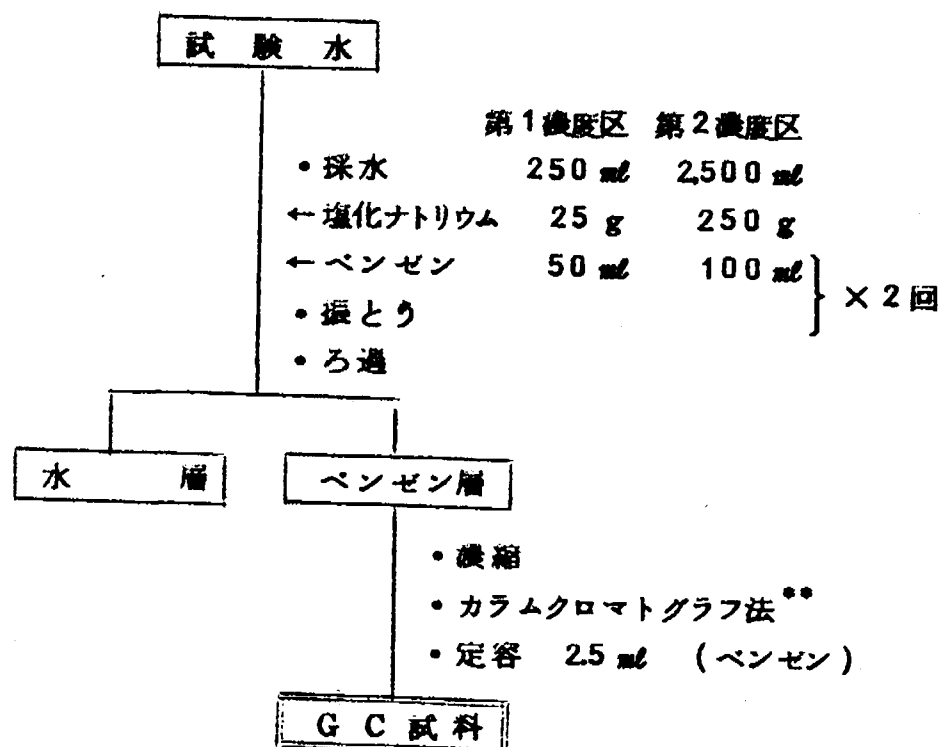 試験水
第1濃度区 第2濃度区
・採水 250 ml 2,500 ml
←塩化ナトリウム 25 g 250 g
←ベンゼン 50 ml 100 ml
} × 2回
・振とう
・ろ過
水層 ベンゼン層
・濃縮
・カラムクロマトグラフ法**
・定容 2.5 ml (ベンゼン)
GC試料